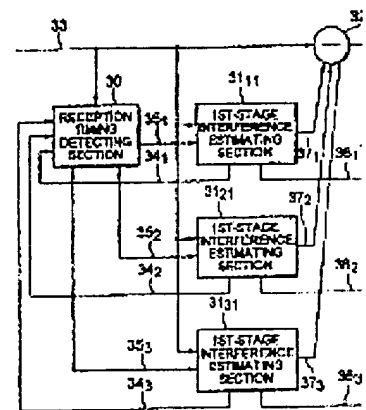 33
32
30
RECEPTION
TIMING
DETECTING
SECTION
31₁₁
1ST-STAGE
INTERFERENCE
ESTIMATING
SECTION
35₁
34₁
37₁
36₁
31₂₁
1ST-STAGE
INTERFERENCE
ESTIMATING
SECTION
37₂
35₂
34₂
36₂
31₃₁
1ST-STAGE
INTERFERENCE
ESTIMATING
SECTION
35₃
37₃
34₃
36₃